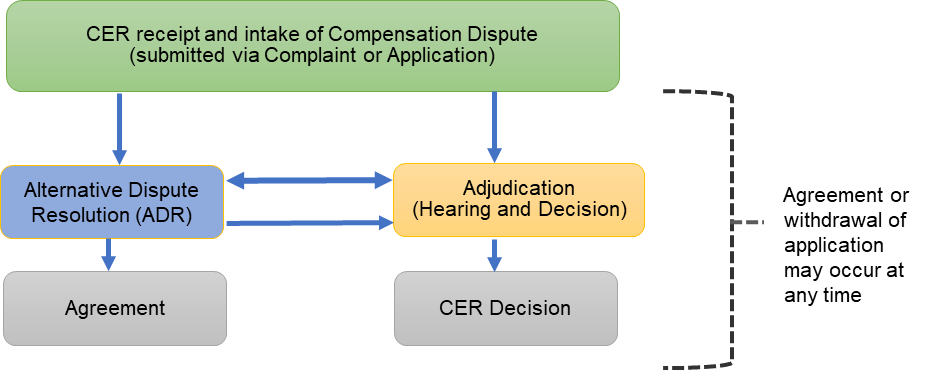 CER receipt and intake of Compensation Dispute
(submitted via Complaint or Application)
Alternative Dispute
Resolution (ADR)
Adjudication
(Hearing and Decision)
Agreement
CER Decision
Agreement or
withdrawal of
application
may occur at
any time